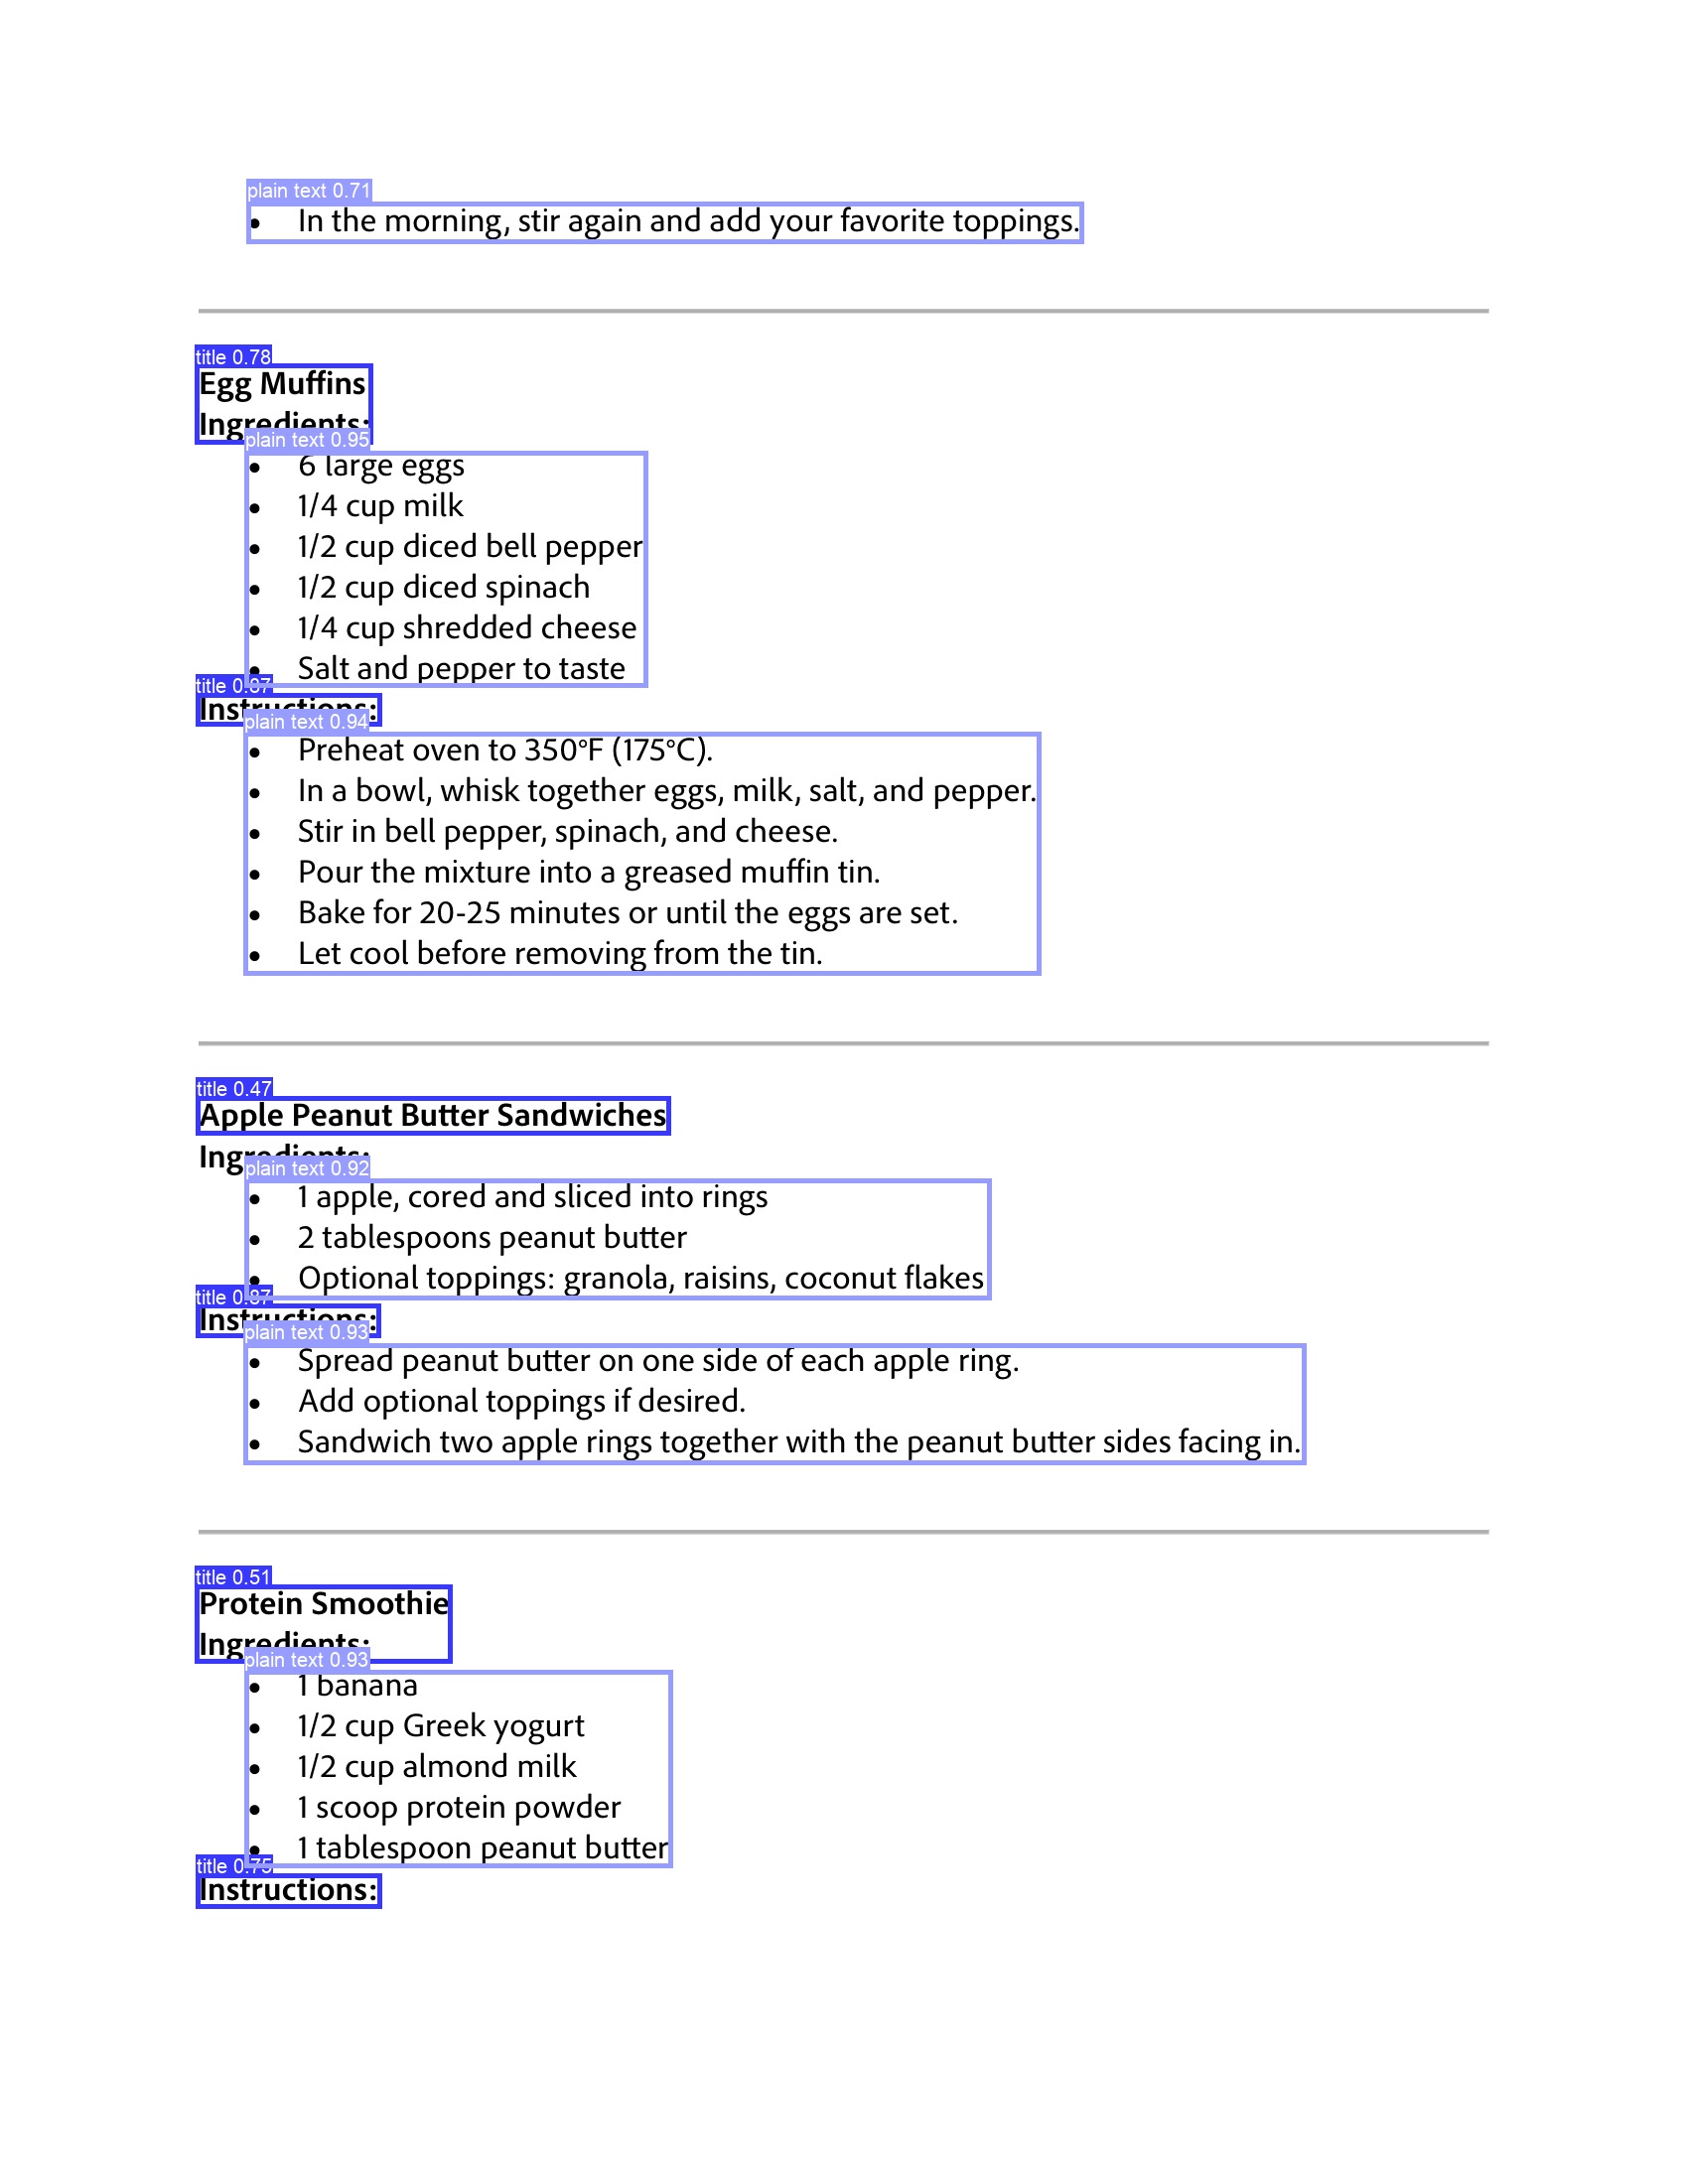 plain text 0.71
• In the morning, stir again and add your favorite toppings.
title 0.78
Egg Muffins
Ingredients:
plain text 0.95
• 6 large eggs
• 1/4 cup milk
• 1/2 cup diced bell pepper
• 1/2 cup diced spinach
• 1/4 cup shredded cheese
• Salt and pepper to taste
title 0.87
Instructions:
plain text 0.94
• Preheat oven to 350°F (175°C).
• In a bowl, whisk together eggs, milk, salt, and pepper.
• Stir in bell pepper, spinach, and cheese.
• Pour the mixture into a greased muffin tin.
• Bake for 20-25 minutes or until the eggs are set.
• Let cool before removing from the tin.
title 0.47
Apple Peanut Butter Sandwiches
Ingredients:
plain text 0.92
• 1 apple, cored and sliced into rings
• 2 tablespoons peanut butter
• Optional toppings: granola, raisins, coconut flakes
title 0.87
Instructions:
plain text 0.93
• Spread peanut butter on one side of each apple ring.
• Add optional toppings if desired.
• Sandwich two apple rings together with the peanut butter sides facing in.
title 0.51
Protein Smoothie
Ingredients:
plain text 0.93
• 1 banana
• 1/2 cup Greek yogurt
• 1/2 cup almond milk
• 1 scoop protein powder
• 1 tablespoon peanut butter
title 0.75
Instructions: